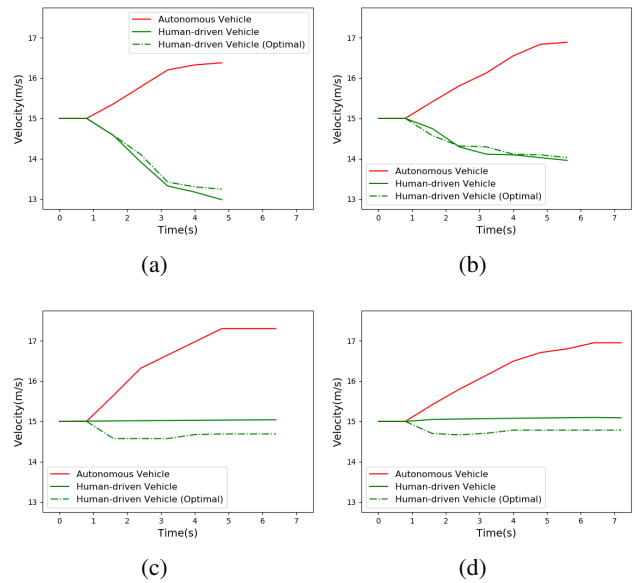 Autonomous Vehicle
Human-driven Vehicle
Human-driven Vehicle (Optimal)
Velocity(m/s)
17
16
15
14
13
0 1 2 3 4 5 6 7
Time(s)
(a)
Velocity(m/s)
17
16
15
14
13
Autonomous Vehicle
Human-driven Vehicle
Human-driven Vehicle (Optimal)
0 1 2 3 4 5 6 7
Time(s)
(b)
Velocity(m/s)
17
16
15
14
13
Autonomous Vehicle
Human-driven Vehicle
Human-driven Vehicle (Optimal)
0 1 2 3 4 5 6 7
Time(s)
(c)
Velocity(m/s)
17
16
15
14
13
Autonomous Vehicle
Human-driven Vehicle
Human-driven Vehicle (Optimal)
0 1 2 3 4 5 6 7
Time(s)
(d)